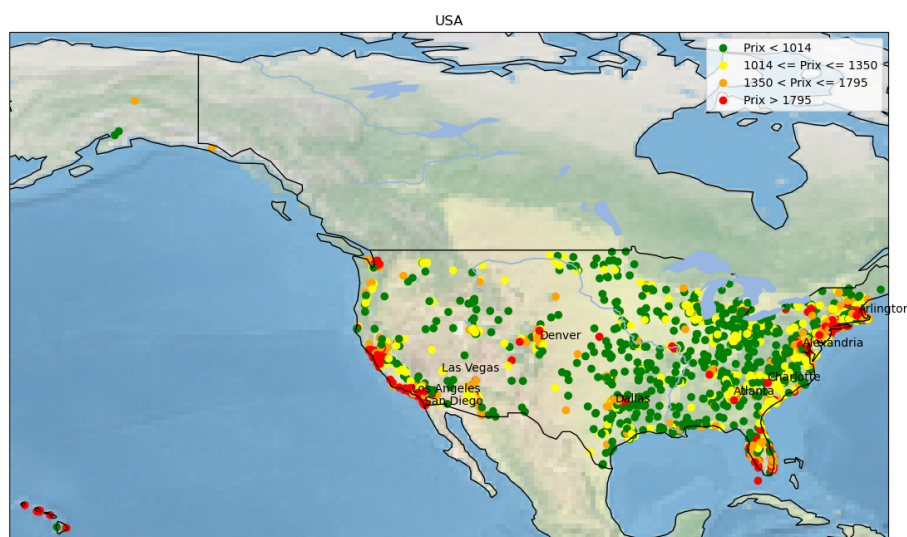 USA
Prix < 1014
1014 <= Prix <= 1350
1350 < Prix <= 1795
Prix > 1795
Arlington
Denver
Alexandria
Las Vegas
Charlotte
Los Angeles
Atlanta
San Diego
Dallas